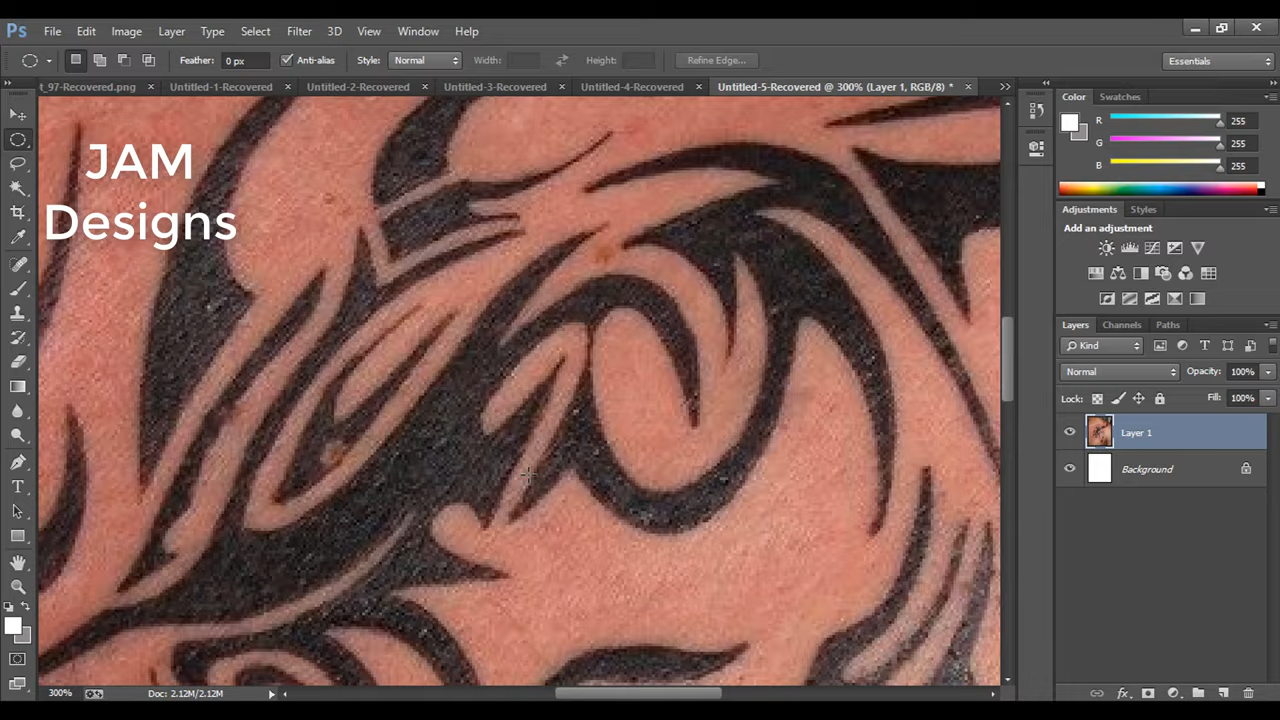 Ps File Edit Image Layer Type Select Filter 3D View Window Help
Feather: 0 px Anti-alias Style: Normal Width: Height: Refine Edge... Essentials
t_97-Recovered.png Untitled-1-Recovered Untitled-2-Recovered Untitled-3-Recovered Untitled-4-Recovered Untitled-5-Recovered @ 300% (Layer 1, RGB/8) *
JAM
Designs
Color Swatches
R 255
G 255
B 255
Adjustments Styles
Add an adjustment
Layers Channels Paths
Kind
Normal Opacity: 100%
Lock: Fill: 100%
Layer 1
Background
300% Doc: 2.12M/2.12M